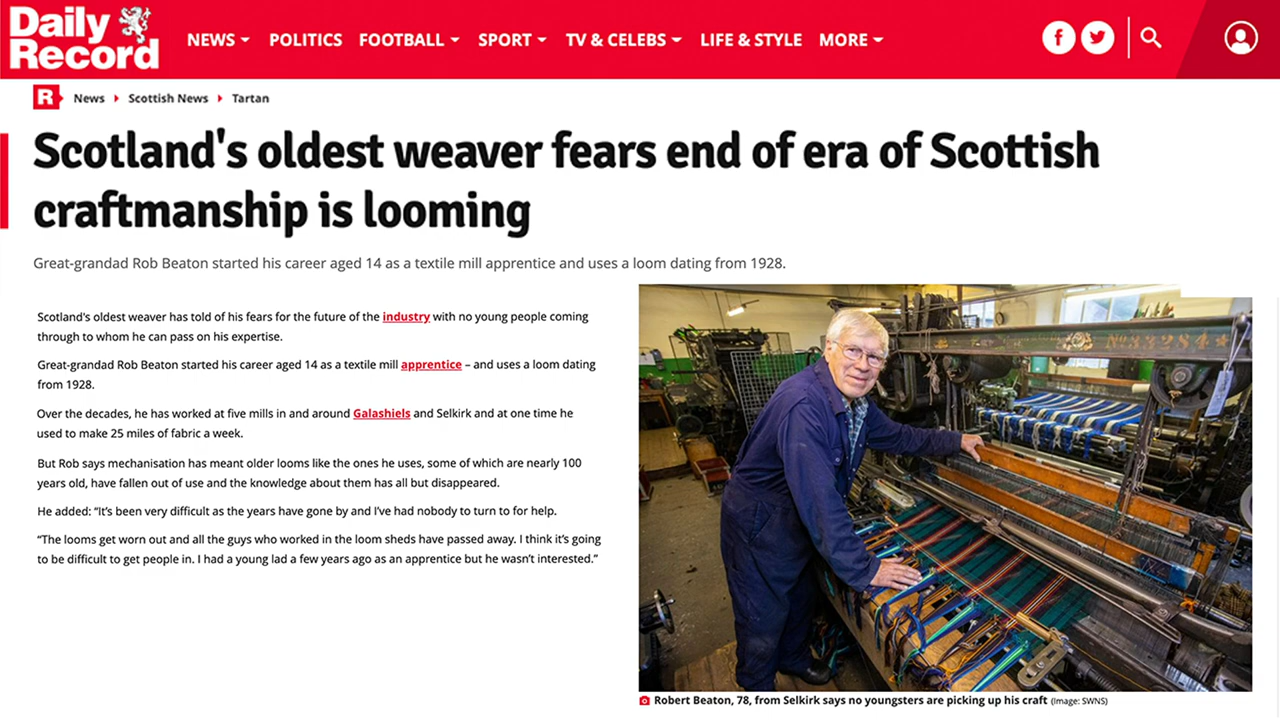 Daily
Record
NEWS
POLITICS
FOOTBALL
SPORT
TV & CELEBS
LIFE & STYLE
MORE
R News Scottish News Tartan
Scotland's oldest weaver fears end of era of Scottish
craftmanship is looming
Great-grandad Rob Beaton started his career aged 14 as a textile mill apprentice and uses a loom dating from 1928.
Scotland's oldest weaver has told of his fears for the future of the industry with no young people coming
through to whom he can pass on his expertise.
Great-grandad Rob Beaton started his career aged 14 as a textile mill apprentice – and uses a loom dating
from 1928.
Over the decades, he has worked at five mills in and around Galashiels and Selkirk and at one time he
used to make 25 miles of fabric a week.
But Rob says mechanisation has meant older looms like the ones he uses, some of which are nearly 100
years old, have fallen out of use and the knowledge about them has all but disappeared.
He added: “It's been very difficult as the years have gone by and I've had nobody to turn to for help.
“The looms get worn out and all the guys who worked in the loom sheds have passed away. I think it's going
to be difficult to get people in. I had a young lad a few years ago as an apprentice but he wasn't interested.”
Robert Beaton, 78, from Selkirk says no youngsters are picking up his craft (Image: SWNS)